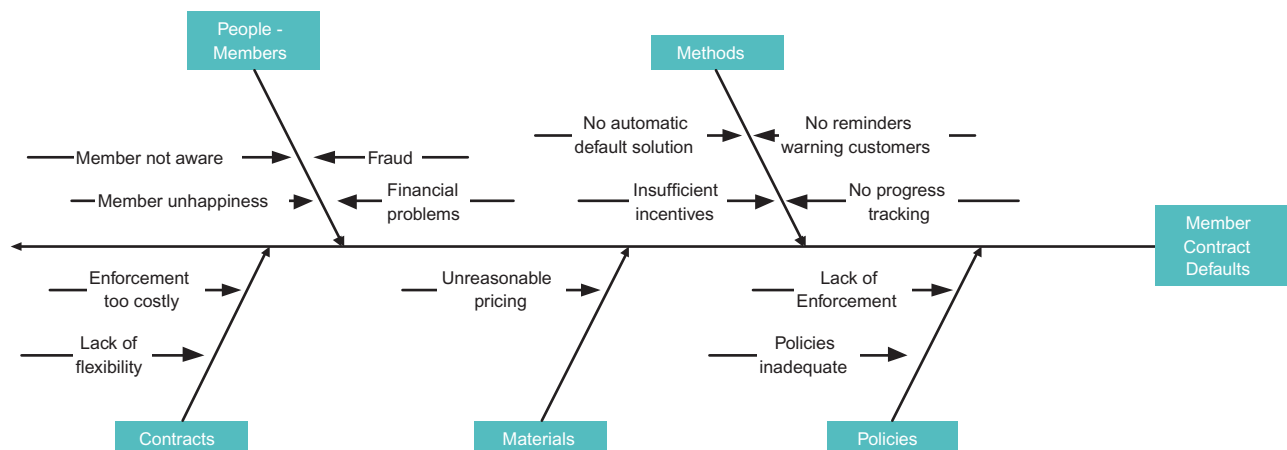 People -
Members
Methods
No automatic
default solution
No reminders
warning customers
Member not aware
Fraud
Member unhappiness
Financial
problems
Insufficient
incentives
No progress
tracking
Member
Contract
Defaults
Enforcement
too costly
Unreasonable
pricing
Lack of
Enforcement
Lack of
flexibility
Policies
inadequate
Contracts
Materials
Policies